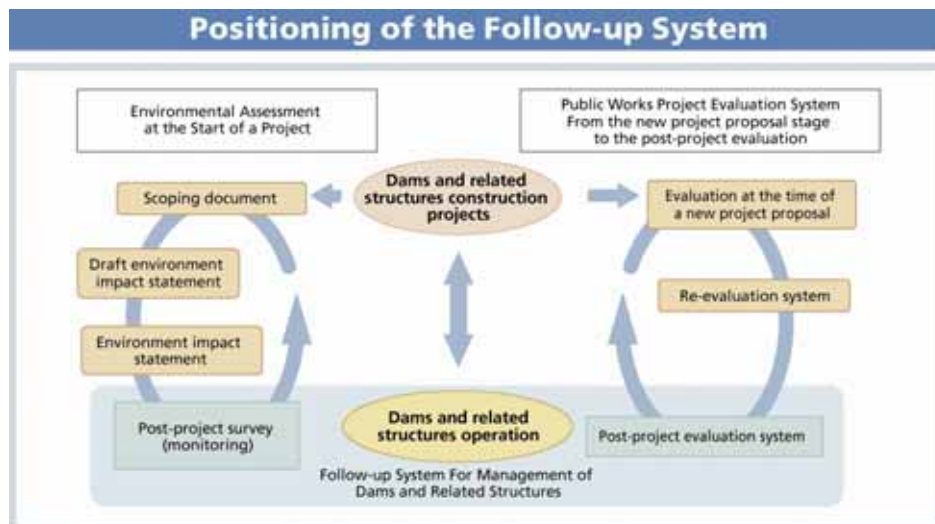 Positioning of the Follow-up System
Environmental Assessment
at the Start of a Project
Public Works Project Evaluation System
From the new project proposal stage
to the post-project evaluation
Dams and related
structures construction
projects
Scoping document
Evaluation at the time of
a new project proposal
Draft environment
impact statement
Re-evaluation system
Environment impact
statement
Post-project survey
(monitoring)
Dams and related
structures operation
Post-project evaluation system
Follow-up System For Management of
Dams and Related Structures